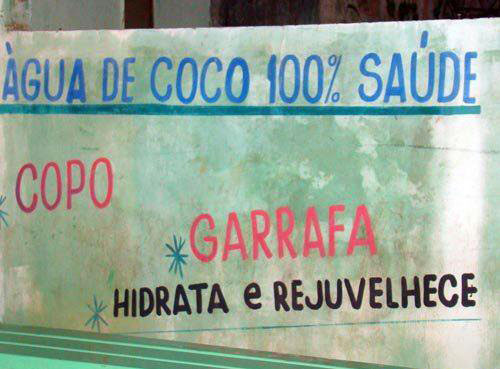 ÀGUA DE COCO 100% SAÚDE
COPO
GARRAFA
HIDRATA e REJUVELHECE